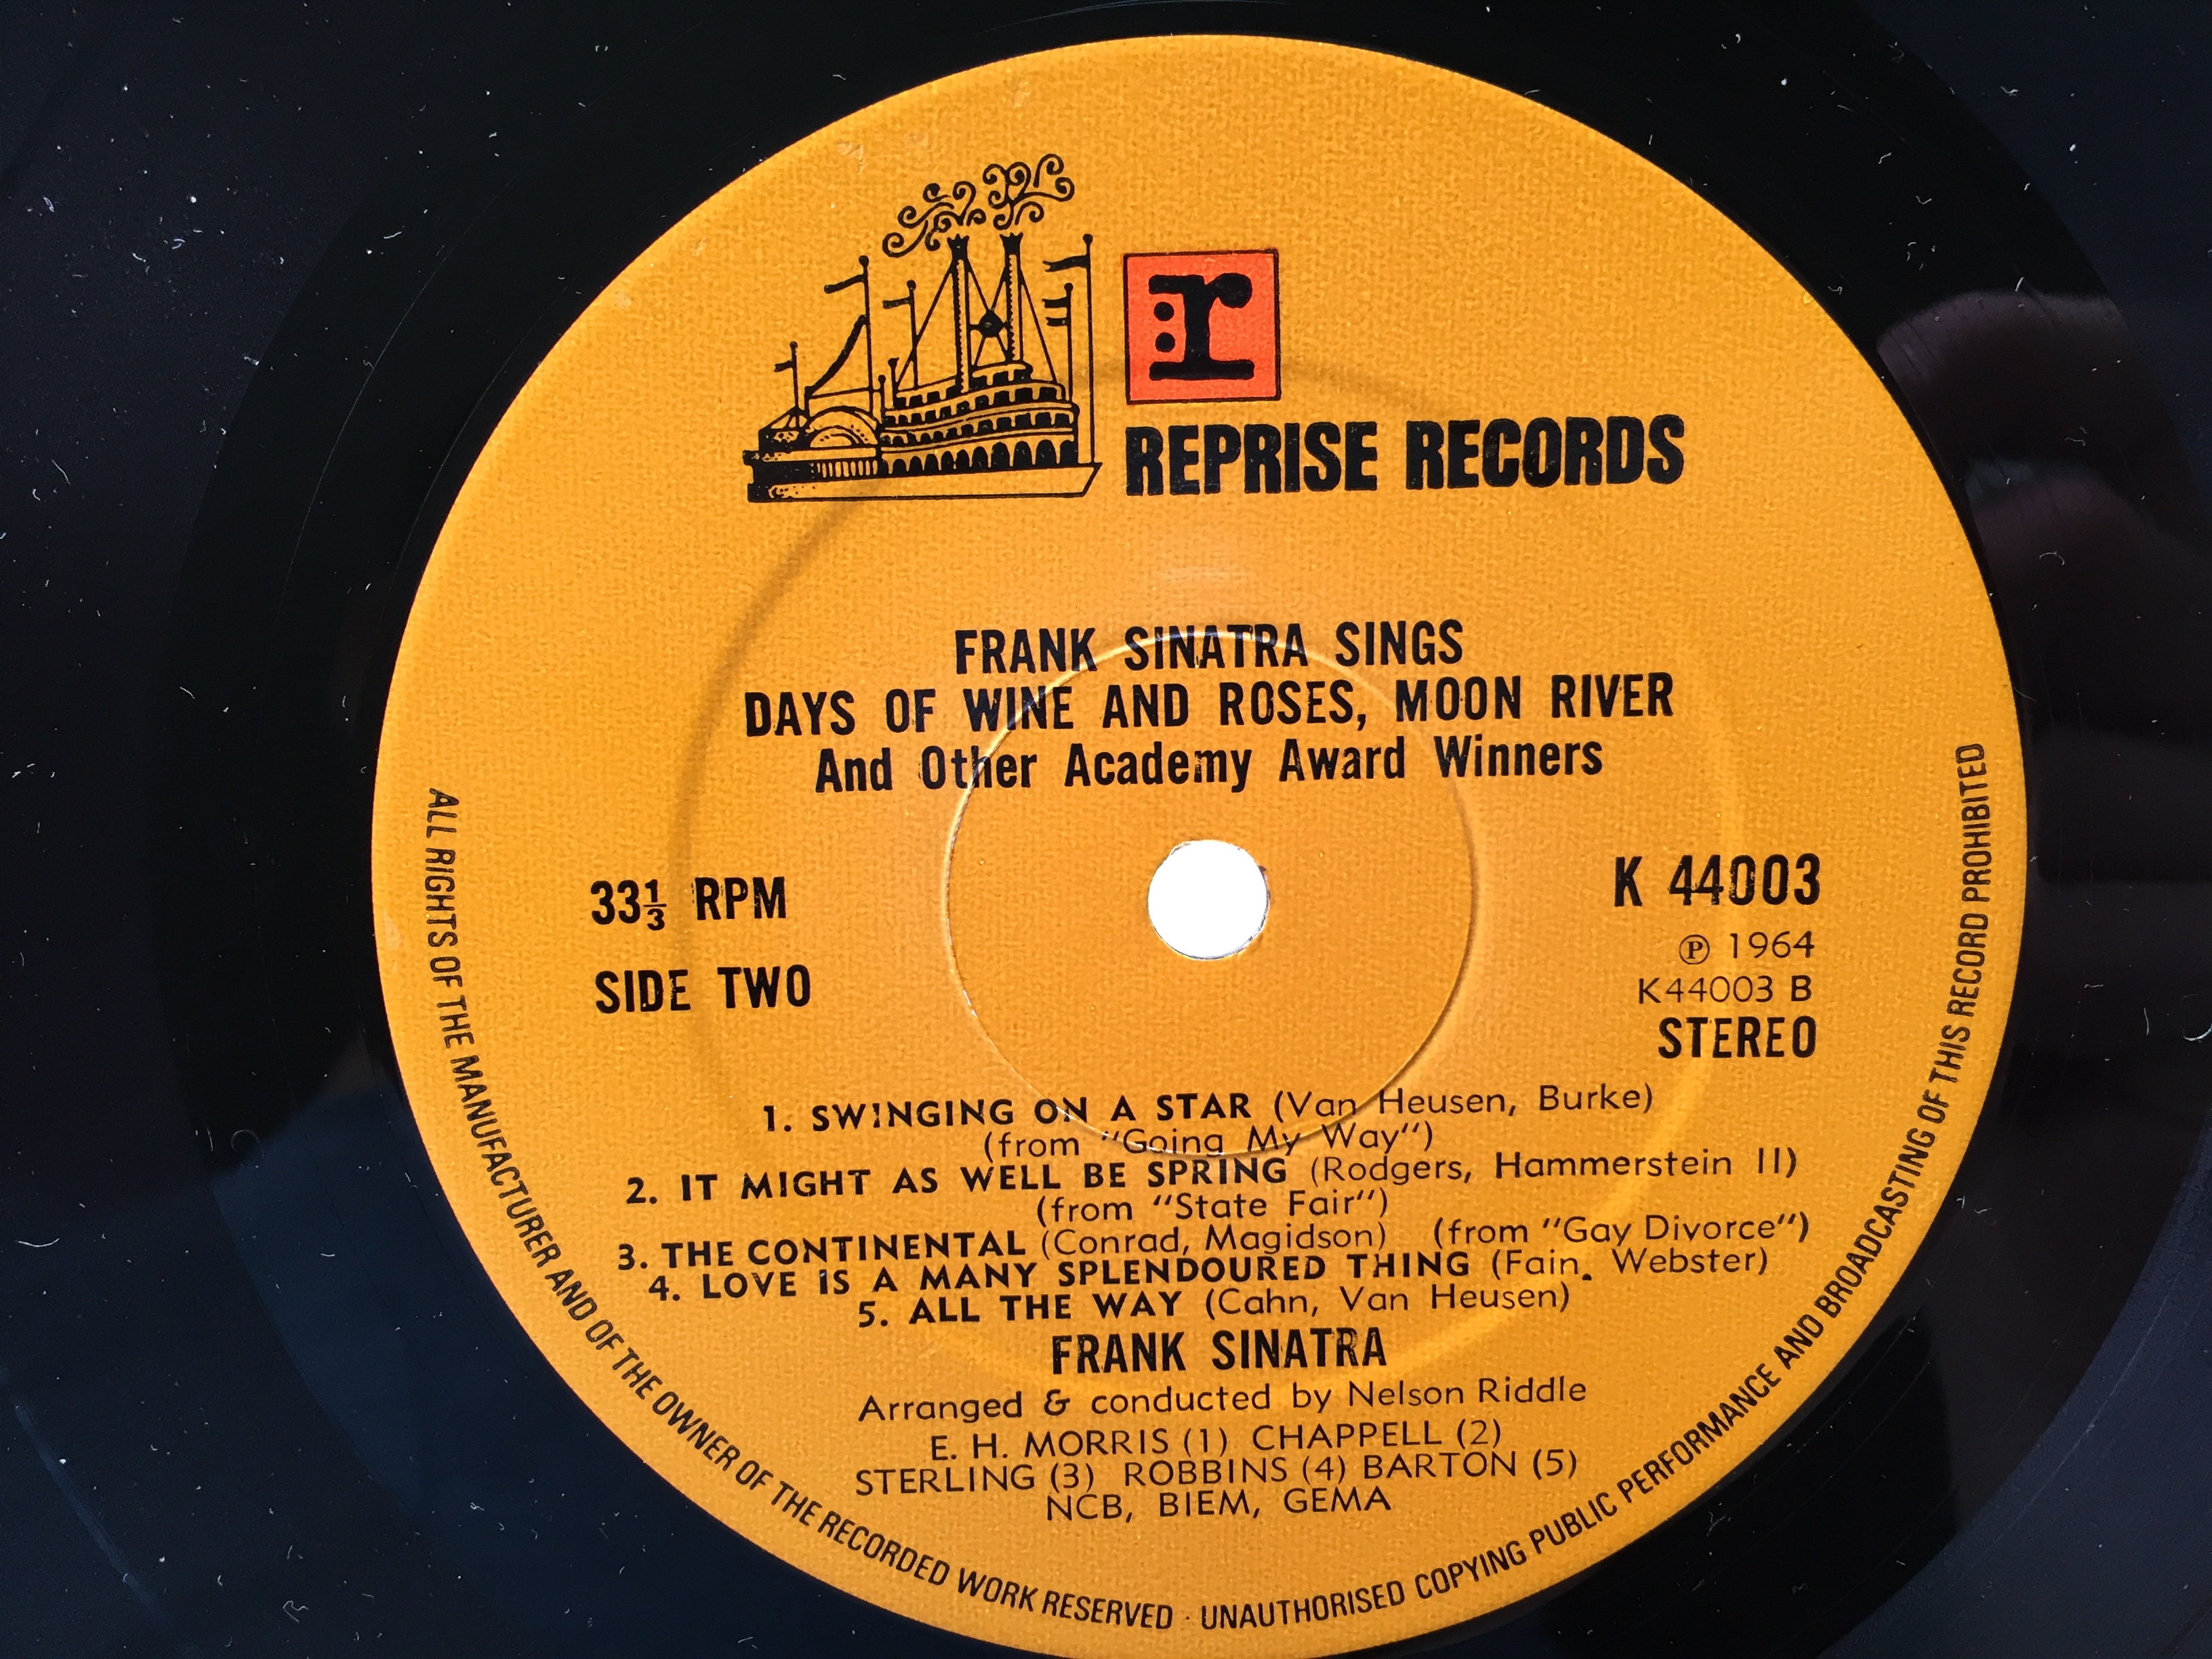 r
REPRISE RECORDS
FRANK SINATRA SINGS
DAYS OF WINE AND ROSES, MOON RIVER
And Other Academy Award Winners
33⅓ RPM
SIDE TWO
K 44003
℗ 1964
K44003 B
STEREO
1. SWINGING ON A STAR (Van Heusen, Burke)
(from "Going My Way")
2. IT MIGHT AS WELL BE SPRING (Rodgers, Hammerstein II)
(from "State Fair")
3. THE CONTINENTAL (Conrad, Magidson) (from "Gay Divorce")
4. LOVE IS A MANY SPLENDOURED THING (Fain, Webster)
5. ALL THE WAY (Cahn, Van Heusen)
FRANK SINATRA
Arranged & conducted by Nelson Riddle
E. H. MORRIS (1) CHAPPELL (2)
STERLING (3) ROBBINS (4) BARTON (5)
NCB, BIEM, GEMA
ALL RIGHTS OF THE MANUFACTURER AND OF THE OWNER OF THE RECORDED WORK RESERVED · UNAUTHORISED COPYING PUBLIC PERFORMANCE AND BROADCASTING OF THIS RECORD PROHIBITED